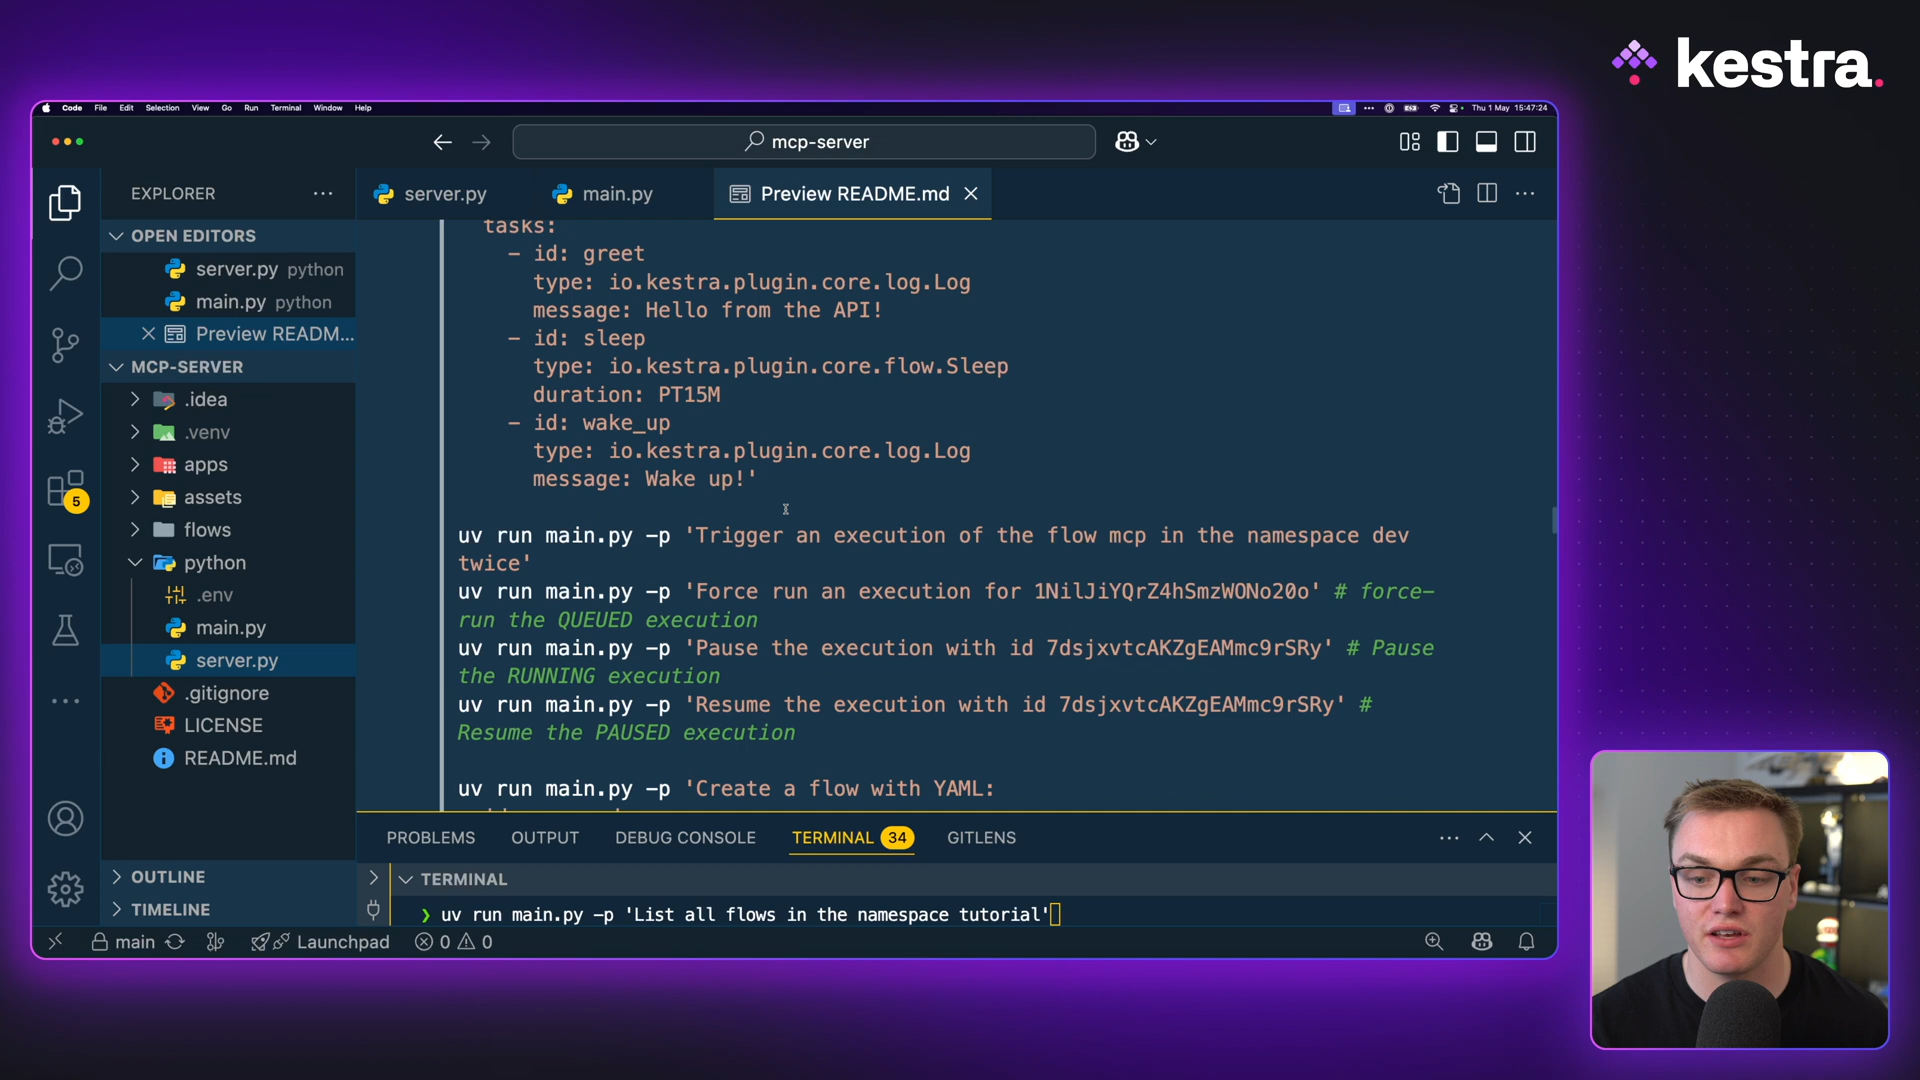 kestra.
Code File Edit Selection View Go Run Terminal Window Help
Thu 1 May 15:47:24
mcp-server
EXPLORER
server.py
main.py
Preview README.md
OPEN EDITORS
server.py python
main.py python
Preview READM...
MCP-SERVER
.idea
.venv
apps
assets
flows
python
.env
main.py
server.py
.gitignore
LICENSE
README.md
OUTLINE
TIMELINE
5
tasks:
- id: greet
type: io.kestra.plugin.core.log.Log
message: Hello from the API!
- id: sleep
type: io.kestra.plugin.core.flow.Sleep
duration: PT15M
- id: wake_up
type: io.kestra.plugin.core.log.Log
message: Wake up!'
uv run main.py -p 'Trigger an execution of the flow mcp in the namespace dev
twice'
uv run main.py -p 'Force run an execution for 1NilJiYQrZ4hSmzWONo20o' # force-
run the QUEUED execution
uv run main.py -p 'Pause the execution with id 7dsjxvtcAKZgEAMmc9rSRy' # Pause
the RUNNING execution
uv run main.py -p 'Resume the execution with id 7dsjxvtcAKZgEAMmc9rSRy' #
Resume the PAUSED execution
uv run main.py -p 'Create a flow with YAML:
PROBLEMS OUTPUT DEBUG CONSOLE TERMINAL 34 GITLENS
TERMINAL
❯ uv run main.py -p 'List all flows in the namespace tutorial'
main Launchpad 0 0